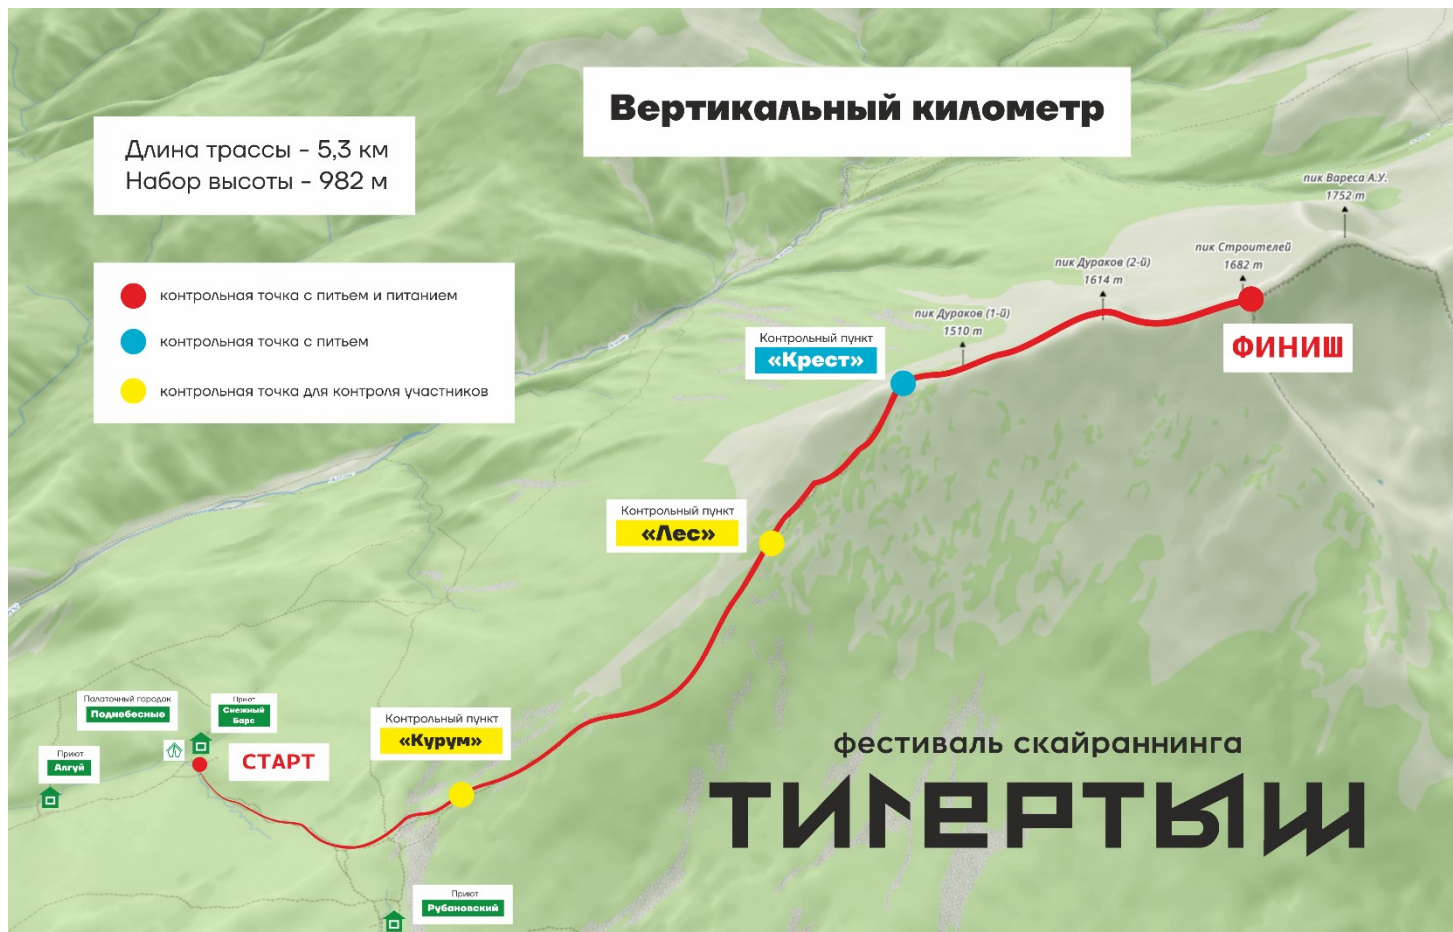 Вертикальный километр
Длина трассы - 5,3 км
Набор высоты - 982 м
контрольная точка с питьем и питанием
контрольная точка с питьем
контрольная точка для контроля участников
пик Вареса А.У.
1752 m
пик Строителей
1682 m
пик Дураков (2-й)
1614 m
пик Дураков (1-й)
1510 m
ФИНИШ
Контрольный пункт
«Крест»
Контрольный пункт
«Лес»
Контрольный пункт
«Курум»
Палаточный городок
Поднебесные
Приют
Снежный
Барс
Приют
Алгуй
СТАРТ
Приют
Рубановский
фестиваль скайраннинга
ТИГЕРТЫШ